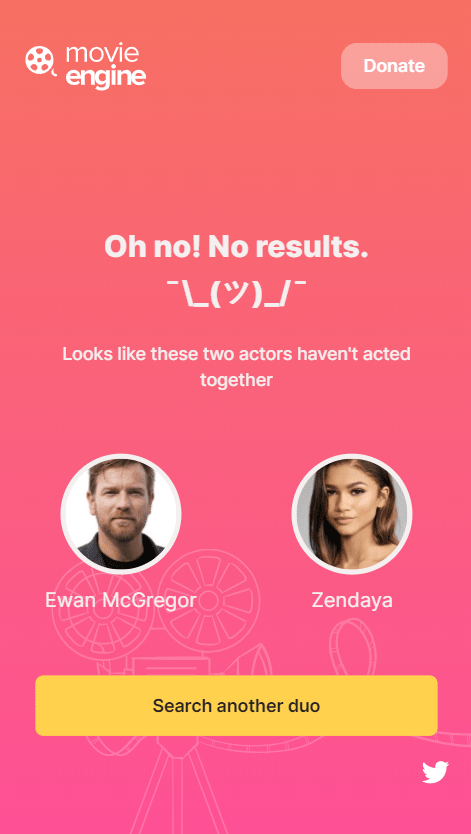 movie
engine
Donate
Oh no! No results.
¯\_(ツ)_/¯
Looks like these two actors haven't acted
together
Ewan McGregor
Zendaya
Search another duo